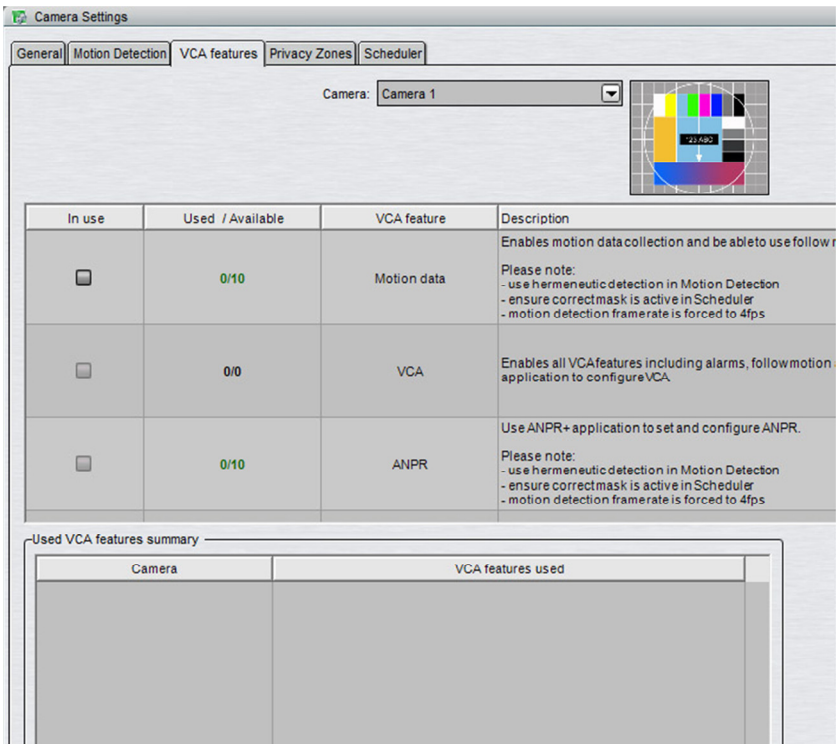 Camera Settings
General Motion Detection VCA features Privacy Zones Scheduler
Camera: Camera 1
123 ABC
In use Used / Available VCA feature Description
Enables motion data collection and be able to use follow
0/10 Motion data
Please note:
- use hermeneutic detection in Motion Detection
- ensure correct mask is active in Scheduler
- motion detection framerate is forced to 4fps
0/0 VCA
Enables all VCA features including alarms, follow motion
application to configure VCA.
Use ANPR+ application to set and configure ANPR.
0/10 ANPR
Please note:
- use hermeneutic detection in Motion Detection
- ensure correct mask is active in Scheduler
- motion detection framerate is forced to 4fps
Used VCA features summary
Camera VCA features used